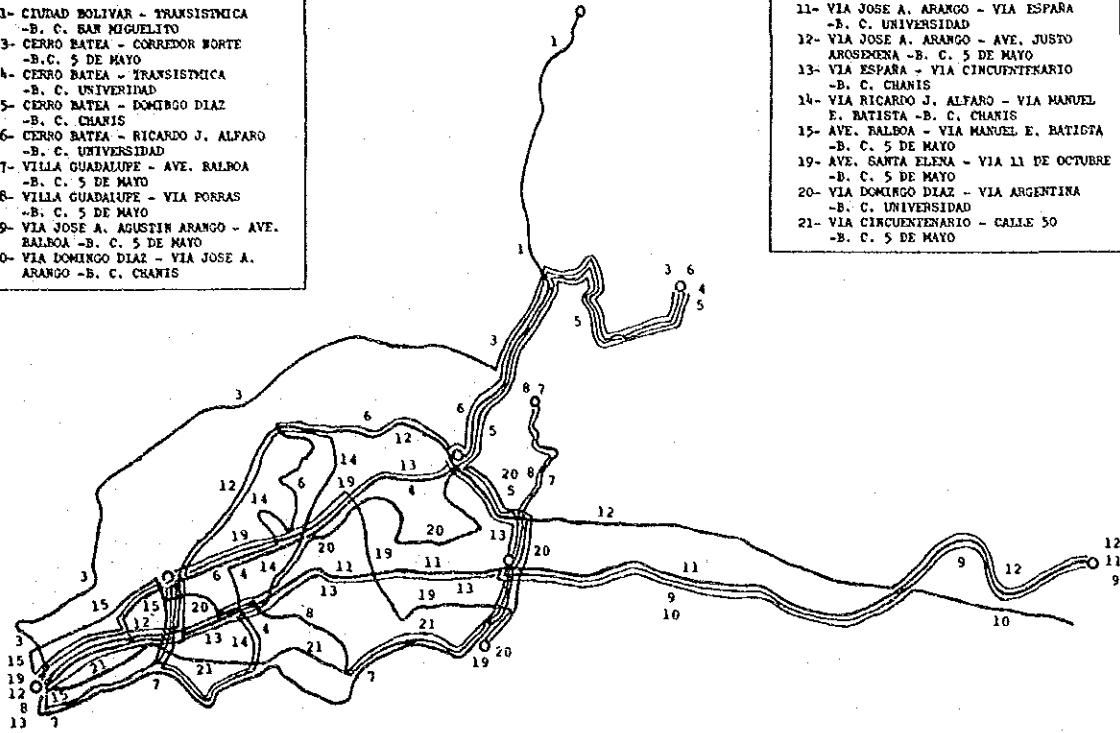 1- CIUDAD BOLIVAR - TRANSISTMICA
-B. C. SAN MIGUELITO
3- CERRO BATEA - CORREDOR NORTE
-B.C. 5 DE MAYO
4- CERRO BATEA - TRANSISTMICA
-B. C. UNIVERIDAD
5- CERRO BATEA - DOMINGO DIAZ
-B. C. CHANIS
6- CERRO BATEA - RICARDO J. ALFARO
-B. C. UNIVERSIDAD
7- VILLA GUADALUPE - AVE. BALBOA
-B. C. 5 DE MAYO
8- VILLA GUADALUPE - VIA PORRAS
-B. C. 5 DE MAYO
9- VIA JOSE A. AGUSTIN ARANGO - AVE.
BALBOA -B. C. 5 DE MAYO
0- VIA DOMINGO DIAZ - VIA JOSE A.
ARANGO -B. C. CHANIS
11- VIA JOSE A. ARANGO - VIA ESPAÑA
-B. C. UNIVERSIDAD
12- VIA JOSE A. ARANGO - AVE. JUSTO
AROSEMENA -B. C. 5 DE MAYO
13- VIA ESPAÑA - VIA CINCUENTENARIO
-B. C. CHANIS
14- VIA RICARDO J. ALFARO - VIA MANUEL
E. BATISTA -B. C. CHANIS
15- AVE. BALBOA - VIA MANUEL E. BATISTA
-B. C. 5 DE MAYO
19- AVE. SANTA ELENA - VIA 11 DE OCTUBRE
-B. C. 5 DE MAYO
20- VIA DOMINGO DIAZ - VIA ARGENTINA
-B. C. UNIVERSIDAD
21- VIA CINCUENTENARIO - CALLE 50
-B. C. 5 DE MAYO
1
1
3 6
4
5
5
3
3
8 7
6
5
6
12
14
13
4
19
20
5
8
7
12
14
6
12
13
20
20
19
19
6
14
4
20
11
13
11
13
11
9
10
9
12
12
11
9
10
3
15
15
20
12
13
4
14
8
19
21
21
21
21
7
7
19 20
3
15
19
12
8
13
15
7